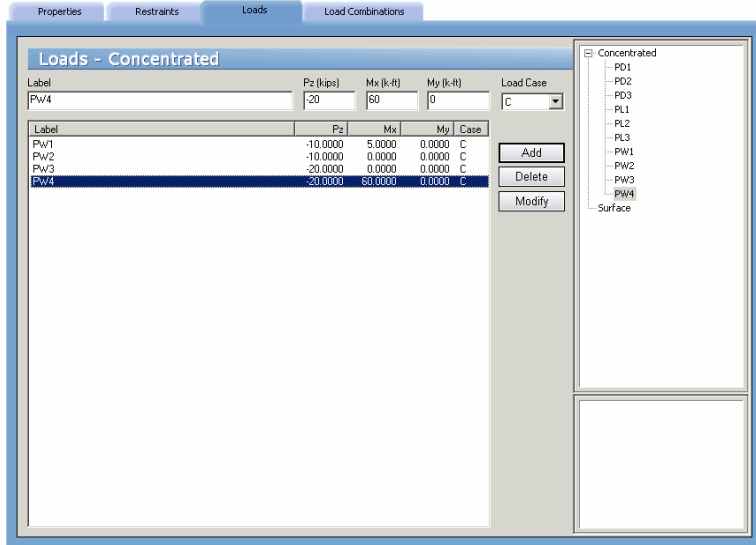 Properties Restraints Loads Load Combinations
Loads - Concentrated
Label Pz (kips) Mx (k-ft) My (k-ft) Load Case
PW4 -20 60 0 C
Label Pz Mx My Case
PW1 -10.0000 5.0000 0.0000 C
PW2 -10.0000 0.0000 0.0000 C
PW3 -20.0000 0.0000 0.0000 C
PW4 -20.0000 60.0000 0.0000 C
Add
Delete
Modify
Concentrated
PD1
PD2
PD3
PL1
PL2
PL3
PW1
PW2
PW3
PW4
Surface